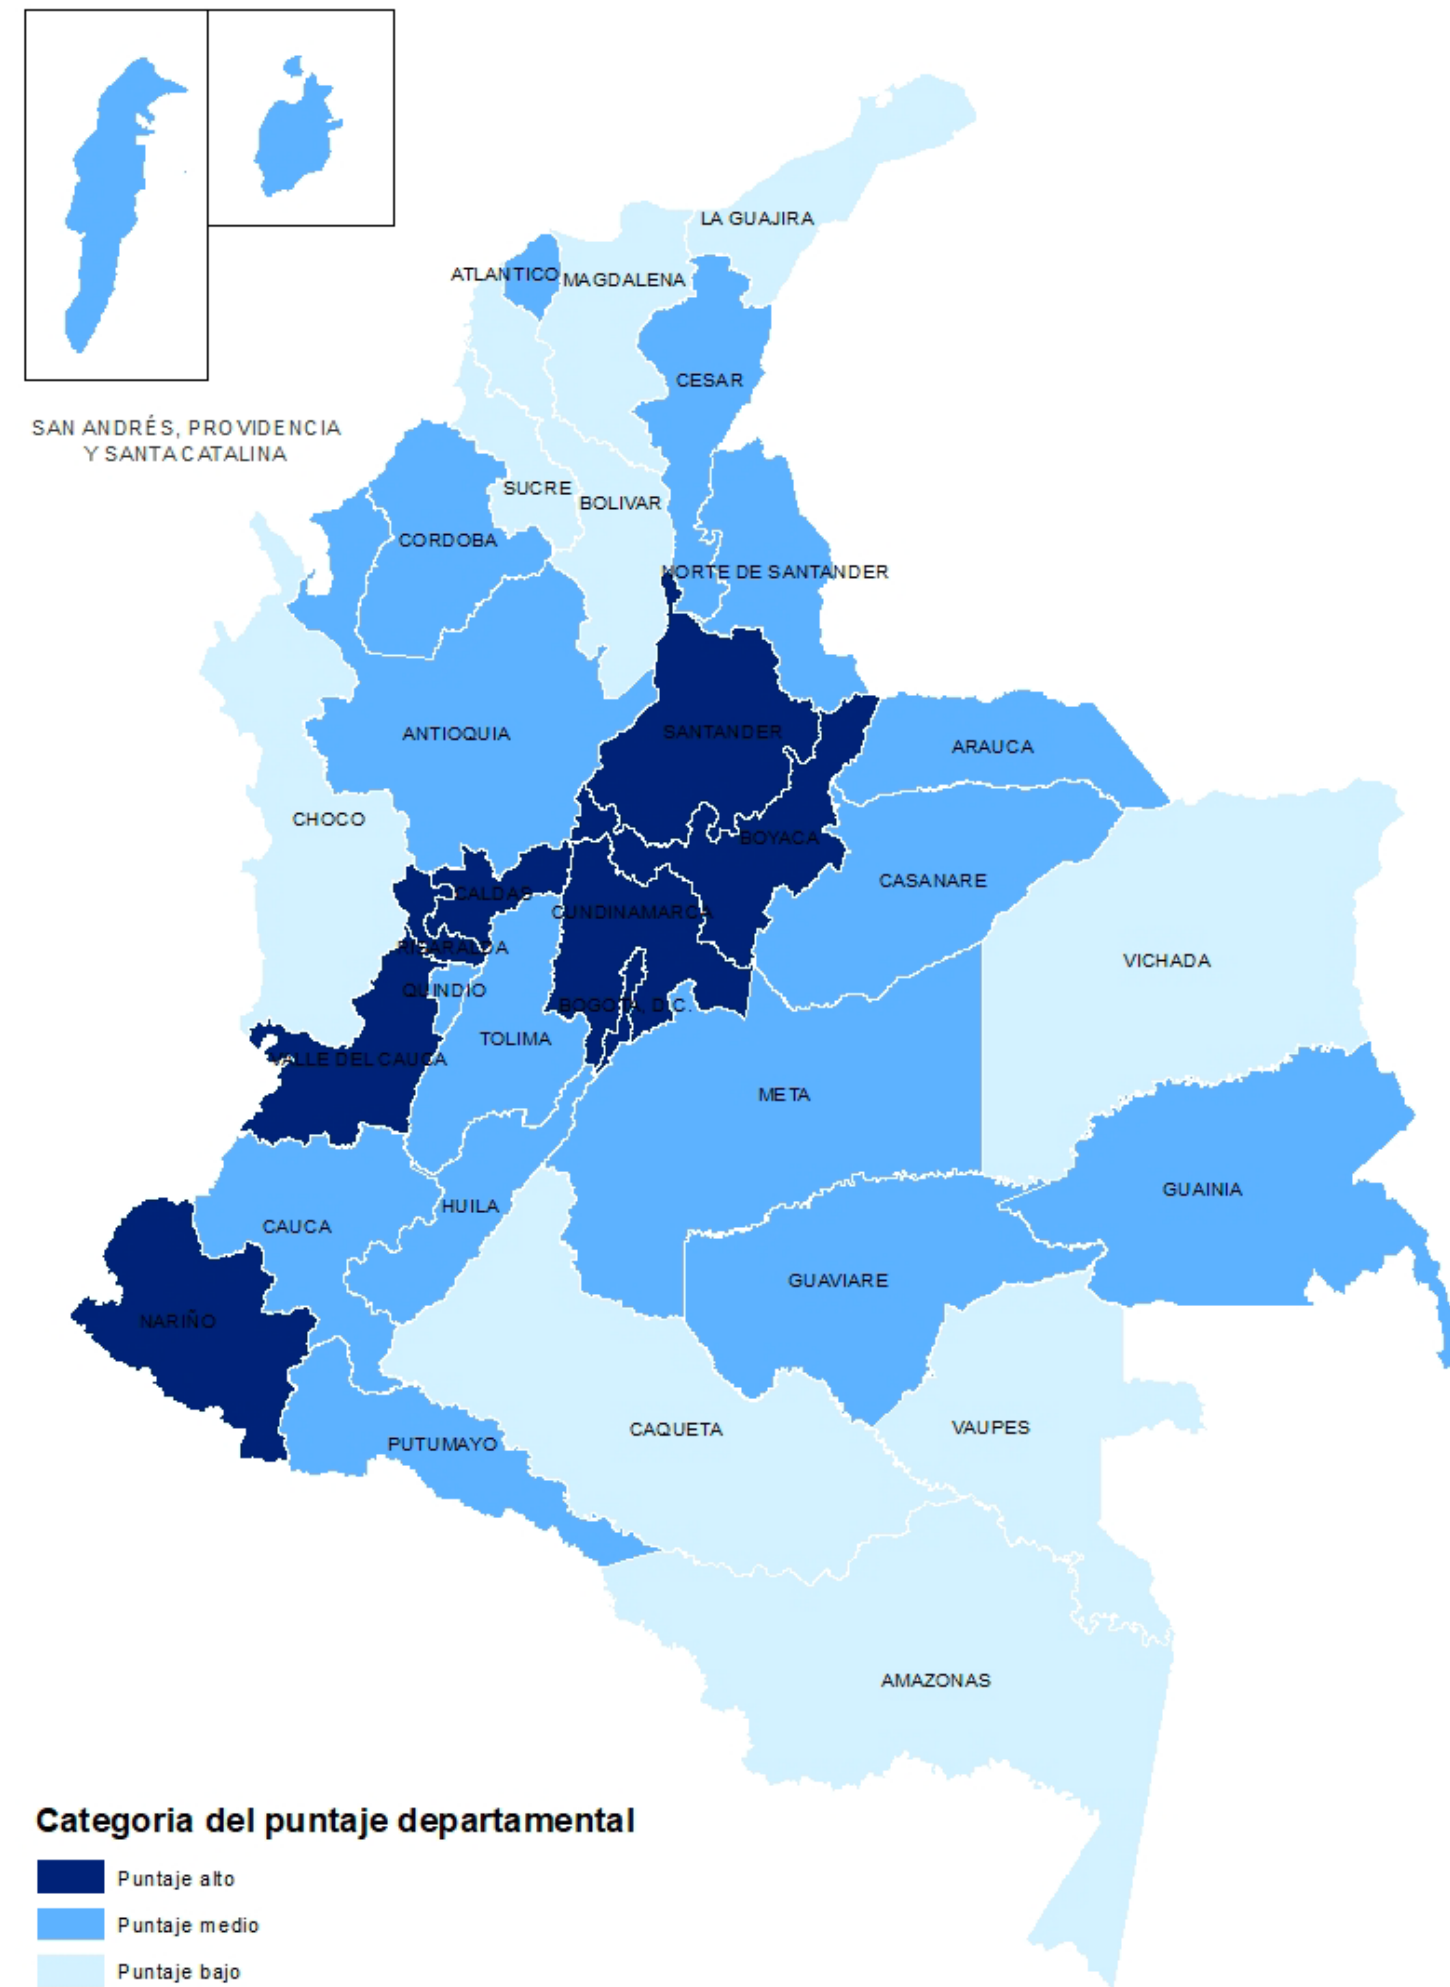 LA GUAJIRA
ATLANTICO
MAGDALENA
CESAR
SAN ANDRÉS, PROVIDENCIA
Y SANTA CATALINA
SUCRE
BOLIVAR
CORDOBA
NORTE DE SANTANDER
ANTIOQUIA
SANTANDER
ARAUCA
CHOCO
BOYACA
CASANARE
CALDAS
CUNDINAMARCA
RISARALDA
VICHADA
QUINDIO
BOGOTA, D.C.
TOLIMA
VALLE DEL CAUCA
META
GUAINIA
HUILA
CAUCA
GUAVIARE
NARIÑO
CAQUETA
VAUPES
PUTUMAYO
AMAZONAS
Categoria del puntaje departamental
Puntaje alto
Puntaje medio
Puntaje bajo